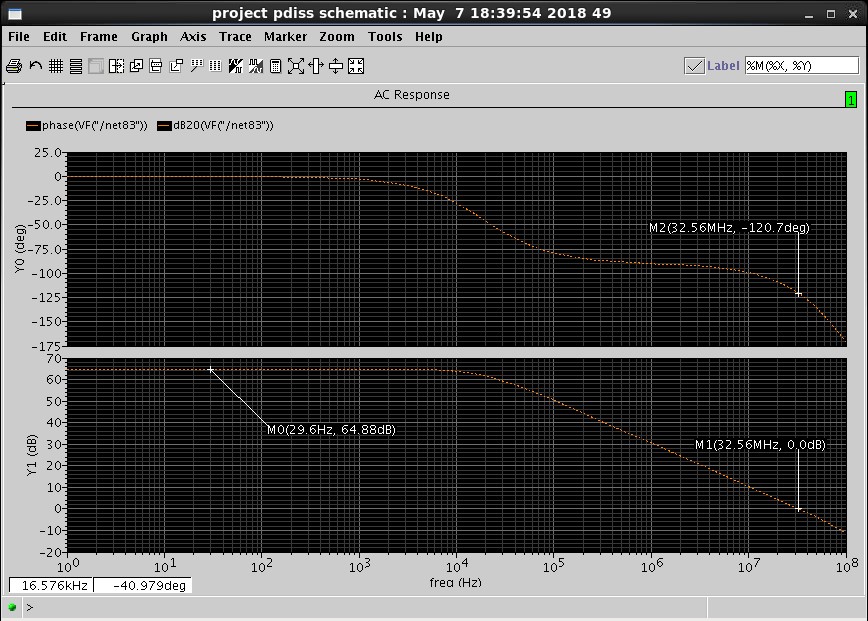 project pdiss schematic : May 7 18:39:54 2018 49
File Edit Frame Graph Axis Trace Marker Zoom Tools Help
Label %M(%X, %Y)
AC Response
1
phase(VF("/net83")) dB20(VF("/net83"))
25.0
0
−25.0
−50.0
−75.0
−100
−125
−150
−175
Y0 (deg)
M2(32.56MHz, −120.7deg)
70
60
50
40
30
20
10
0
−10
−20
Y1 (dB)
M0(29.6Hz, 64.88dB)
M1(32.56MHz, 0.0dB)
10^0 10^1 10^2 10^3 10^4 10^5 10^6 10^7 10^8
freq (Hz)
16.576kHz −40.979deg
>